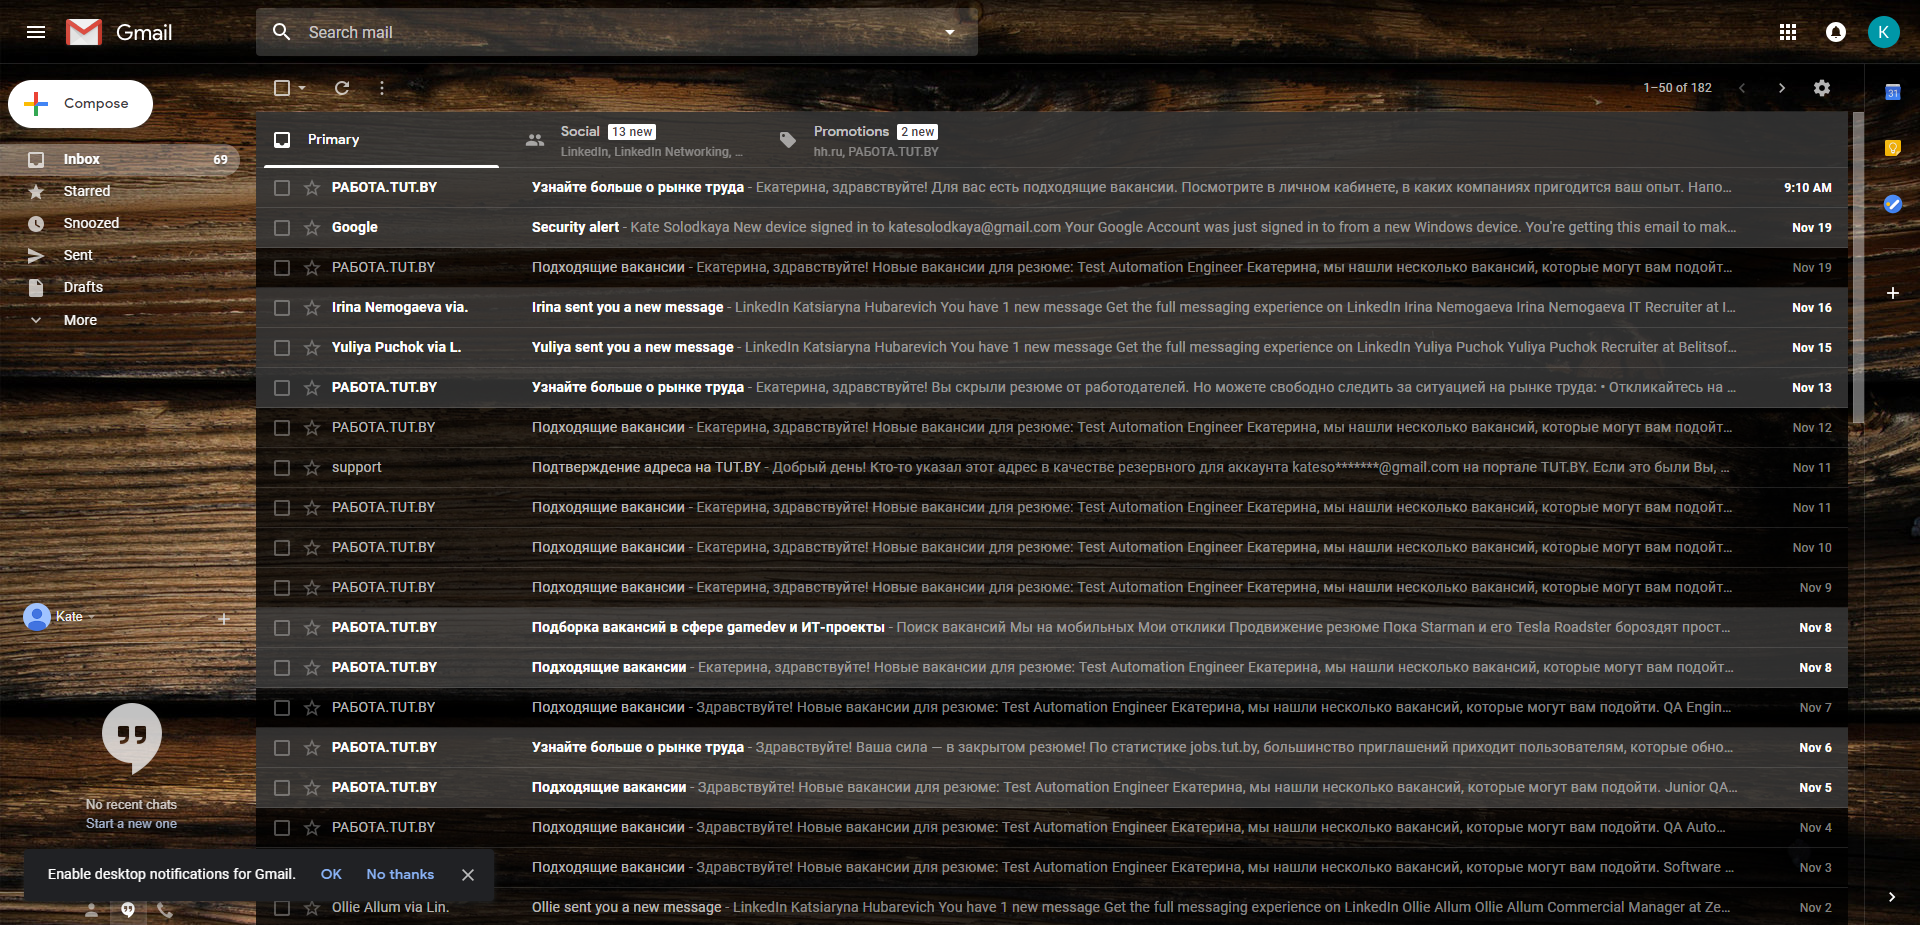 Gmail
Search mail
K
Compose
1–50 of 182
31
Primary
Social 13 new
LinkedIn, LinkedIn Networking, ...
Promotions 2 new
hh.ru, РАБОТА.TUT.BY
Inbox 69
Starred
Snoozed
Sent
Drafts
More
РАБОТА.TUT.BY Узнайте больше о рынке труда - Екатерина, здравствуйте! Для вас есть подходящие вакансии. Посмотрите в личном кабинете, в каких компаниях пригодится ваш опыт. Напо... 9:10 AM
Google Security alert - Kate Solodkaya New device signed in to katesolodkaya@gmail.com Your Google Account was just signed in to from a new Windows device. You're getting this email to mak... Nov 19
РАБОТА.TUT.BY Подходящие вакансии - Екатерина, здравствуйте! Новые вакансии для резюме: Test Automation Engineer Екатерина, мы нашли несколько вакансий, которые могут вам подойт... Nov 19
Irina Nemogaeva via. Irina sent you a new message - LinkedIn Katsiaryna Hubarevich You have 1 new message Get the full messaging experience on LinkedIn Irina Nemogaeva Irina Nemogaeva IT Recruiter at I... Nov 16
Yuliya Puchok via L. Yuliya sent you a new message - LinkedIn Katsiaryna Hubarevich You have 1 new message Get the full messaging experience on LinkedIn Yuliya Puchok Yuliya Puchok Recruiter at Belitsof... Nov 15
РАБОТА.TUT.BY Узнайте больше о рынке труда - Екатерина, здравствуйте! Вы скрыли резюме от работодателей. Но можете свободно следить за ситуацией на рынке труда: • Откликайтесь на ... Nov 13
РАБОТА.TUT.BY Подходящие вакансии - Екатерина, здравствуйте! Новые вакансии для резюме: Test Automation Engineer Екатерина, мы нашли несколько вакансий, которые могут вам подойт... Nov 12
support Подтверждение адреса на TUT.BY - Добрый день! Кто-то указал этот адрес в качестве резервного для аккаунта kateso*******@gmail.com на портале TUT.BY. Если это были Вы, ... Nov 11
РАБОТА.TUT.BY Подходящие вакансии - Екатерина, здравствуйте! Новые вакансии для резюме: Test Automation Engineer Екатерина, мы нашли несколько вакансий, которые могут вам подойт... Nov 11
РАБОТА.TUT.BY Подходящие вакансии - Екатерина, здравствуйте! Новые вакансии для резюме: Test Automation Engineer Екатерина, мы нашли несколько вакансий, которые могут вам подойт... Nov 10
РАБОТА.TUT.BY Подходящие вакансии - Екатерина, здравствуйте! Новые вакансии для резюме: Test Automation Engineer Екатерина, мы нашли несколько вакансий, которые могут вам подойт... Nov 9
РАБОТА.TUT.BY Подборка вакансий в сфере gamedev и ИТ-проекты - Поиск вакансий Мы на мобильных Мои отклики Продвижение резюме Пока Starman и его Tesla Roadster бороздят прост... Nov 8
РАБОТА.TUT.BY Подходящие вакансии - Екатерина, здравствуйте! Новые вакансии для резюме: Test Automation Engineer Екатерина, мы нашли несколько вакансий, которые могут вам подойт... Nov 8
РАБОТА.TUT.BY Подходящие вакансии - Здравствуйте! Новые вакансии для резюме: Test Automation Engineer Екатерина, мы нашли несколько вакансий, которые могут вам подойти. QA Engin... Nov 7
РАБОТА.TUT.BY Узнайте больше о рынке труда - Здравствуйте! Ваша сила — в закрытом резюме! По статистике jobs.tut.by, большинство приглашений приходит пользователям, которые обно... Nov 6
РАБОТА.TUT.BY Подходящие вакансии - Здравствуйте! Новые вакансии для резюме: Test Automation Engineer Екатерина, мы нашли несколько вакансий, которые могут вам подойти. Junior QA... Nov 5
РАБОТА.TUT.BY Подходящие вакансии - Здравствуйте! Новые вакансии для резюме: Test Automation Engineer Екатерина, мы нашли несколько вакансий, которые могут вам подойти. QA Auto... Nov 4
Подходящие вакансии - Здравствуйте! Новые вакансии для резюме: Test Automation Engineer Екатерина, мы нашли несколько вакансий, которые могут вам подойти. Software ... Nov 3
Ollie Allum via Lin. Ollie sent you a new message - LinkedIn Katsiaryna Hubarevich You have 1 new message Get the full messaging experience on LinkedIn Ollie Allum Ollie Allum Commercial Manager at Ze... Nov 2
Kate
No recent chats
Start a new one
Enable desktop notifications for Gmail. OK No thanks